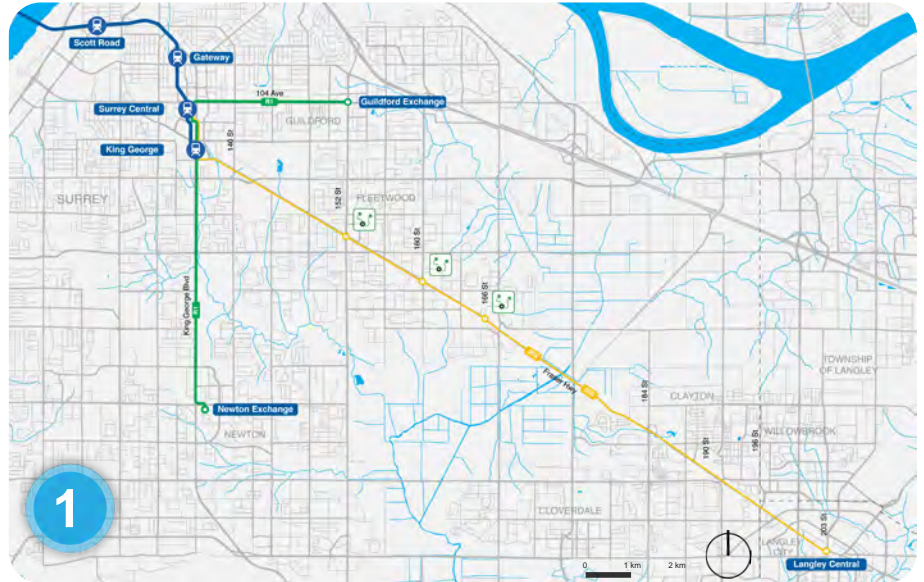 Scott Road
Gateway
Surrey Central
104 Ave
R1
Guildford Exchange
GUILDFORD
King George
140 St
SURREY
152 St
FLEETWOOD
160 St
166 St
King George Blvd
R1
Fraser Hwy
TOWNSHIP
OF LANGLEY
184 St
CLAYTON
Newton Exchange
NEWTON
190 St
196 St
WILLOWBROOK
1
CLOVERDALE
203 St
LANGLEY
CITY
Langley Central
0
1 km
2 km